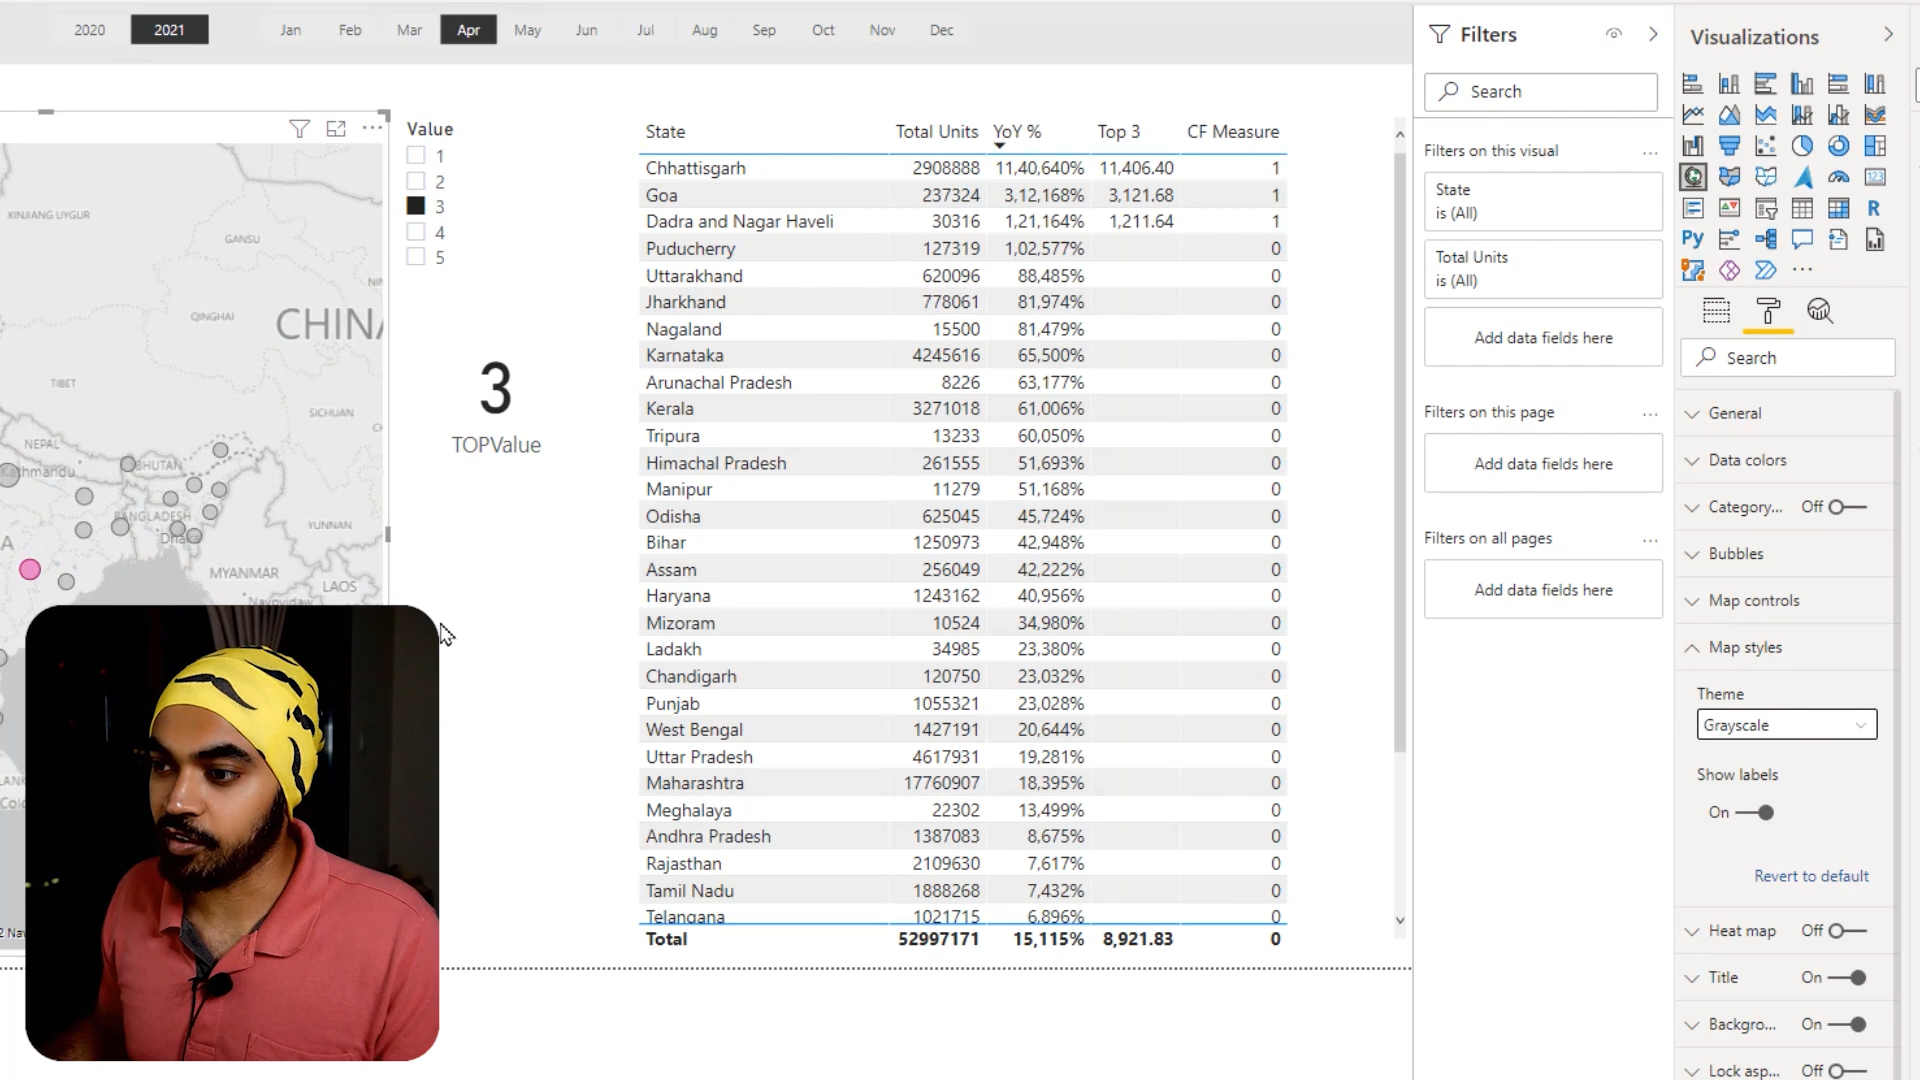 2020 2021 Jan Feb Mar Apr May Jun Jul Aug Sep Oct Nov Dec
XINJIANG UYGUR
GANSU
QINGHAI
CHINA
TIBET
SICHUAN
NEPAL
Kathmandu
BHUTAN
BANGLADESH
Dhaka
YUNNAN
MYANMAR
LAOS
Naypyidaw
Value
1
2
3
4
5
3
TOPValue
State Total Units YoY % Top 3 CF Measure
Chhattisgarh 2908888 11,40,640% 11,406.40 1
Goa 237324 3,12,168% 3,121.68 1
Dadra and Nagar Haveli 30316 1,21,164% 1,211.64 1
Puducherry 127319 1,02,577% 0
Uttarakhand 620096 88,485% 0
Jharkhand 778061 81,974% 0
Nagaland 15500 81,479% 0
Karnataka 4245616 65,500% 0
Arunachal Pradesh 8226 63,177% 0
Kerala 3271018 61,006% 0
Tripura 13233 60,050% 0
Himachal Pradesh 261555 51,693% 0
Manipur 11279 51,168% 0
Odisha 625045 45,724% 0
Bihar 1250973 42,948% 0
Assam 256049 42,222% 0
Haryana 1243162 40,956% 0
Mizoram 10524 34,980% 0
Ladakh 34985 23,380% 0
Chandigarh 120750 23,032% 0
Punjab 1055321 23,028% 0
West Bengal 1427191 20,644% 0
Uttar Pradesh 4617931 19,281% 0
Maharashtra 17760907 18,395% 0
Meghalaya 22302 13,499% 0
Andhra Pradesh 1387083 8,675% 0
Rajasthan 2109630 7,617% 0
Tamil Nadu 1888268 7,432% 0
Telangana 1021715 6,896% 0
Total 52997171 15,115% 8,921.83 0
Filters
Search
Filters on this visual ...
State
is (All)
Total Units
is (All)
Add data fields here
Filters on this page ...
Add data fields here
Filters on all pages ...
Add data fields here
Visualizations
123
R
Py
...
Search
General
Data colors
Category... Off
Bubbles
Map controls
Map styles
Theme
Grayscale
Show labels
On
Revert to default
Heat map Off
Title On
Backgro... On
Lock asp... Off